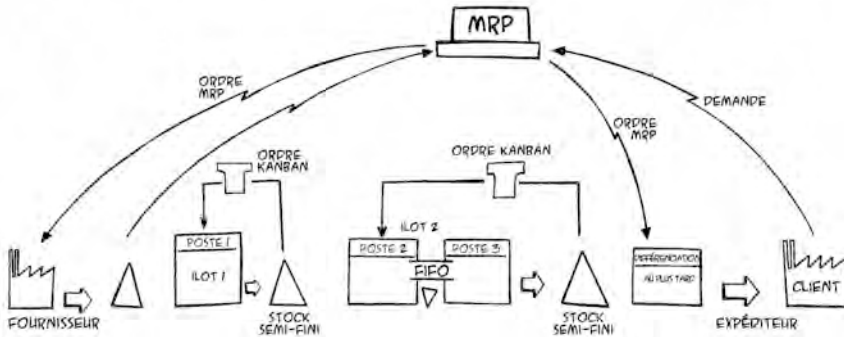 MRP
ORDRE
MRP
DEMANDE
ORDRE
MRP
ORDRE
KANBAN
ORDRE KANBAN
ILOT 2
POSTE 1
POSTE 2
POSTE 3
DIFFÉRENCIATION
ILOT 1
FIFO
AU PLUS TARD
CLIENT
FOURNISSEUR
STOCK
SEMI-FINI
STOCK
SEMI-FINI
EXPÉDITEUR